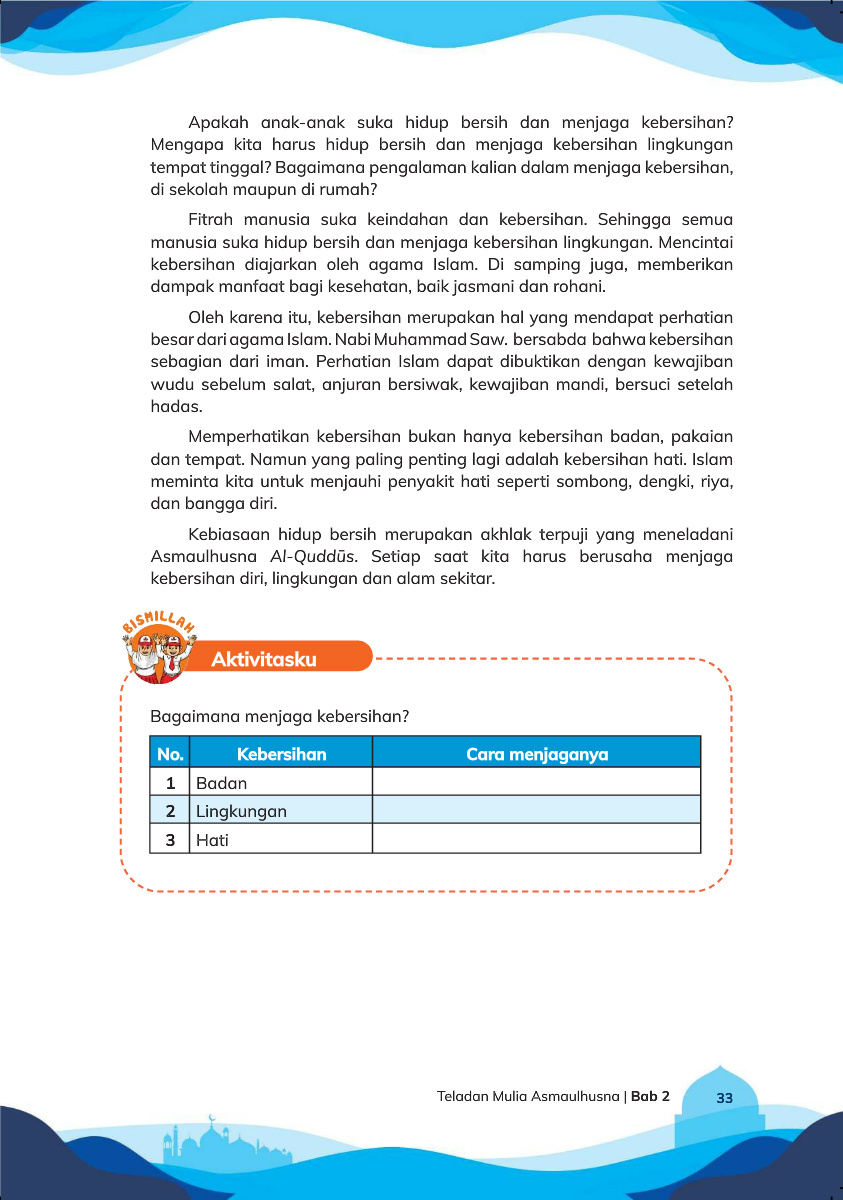 Apakah anak-anak suka hidup bersih dan menjaga kebersihan?
Mengapa kita harus hidup bersih dan menjaga kebersihan lingkungan
tempat tinggal? Bagaimana pengalaman kalian dalam menjaga kebersihan,
di sekolah maupun di rumah?
Fitrah manusia suka keindahan dan kebersihan. Sehingga semua
manusia suka hidup bersih dan menjaga kebersihan lingkungan. Mencintai
kebersihan diajarkan oleh agama Islam. Di samping juga, memberikan
dampak manfaat bagi kesehatan, baik jasmani dan rohani.
Oleh karena itu, kebersihan merupakan hal yang mendapat perhatian
besar dari agama Islam. Nabi Muhammad Saw. bersabda bahwa kebersihan
sebagian dari iman. Perhatian Islam dapat dibuktikan dengan kewajiban
wudu sebelum salat, anjuran bersiwak, kewajiban mandi, bersuci setelah
hadas.
Memperhatikan kebersihan bukan hanya kebersihan badan, pakaian
dan tempat. Namun yang paling penting lagi adalah kebersihan hati. Islam
meminta kita untuk menjauhi penyakit hati seperti sombong, dengki, riya,
dan bangga diri.
Kebiasaan hidup bersih merupakan akhlak terpuji yang meneladani
Asmaulhusna Al-Quddūs. Setiap saat kita harus berusaha menjaga
kebersihan diri, lingkungan dan alam sekitar.
BISMILLAH
Aktivitasku
Bagaimana menjaga kebersihan?
No. Kebersihan Cara menjaganya
1 Badan
2 Lingkungan
3 Hati
Teladan Mulia Asmaulhusna | Bab 2 33